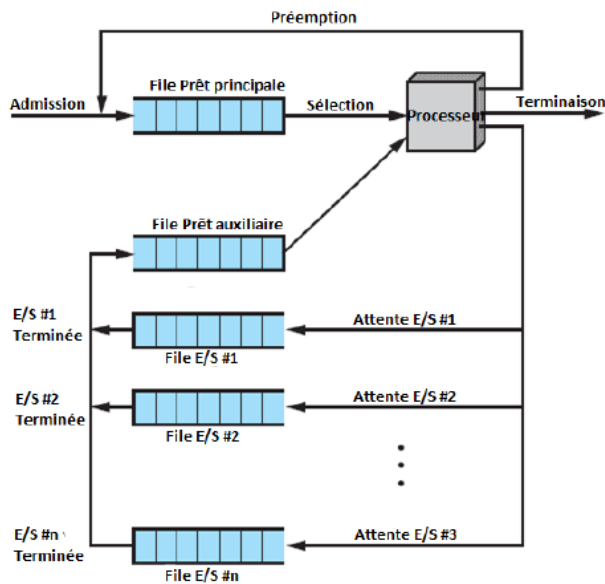 Préemption
File Prêt principale
Admission
Sélection
Processeur
Terminaison
File Prêt auxiliaire
E/S #1
Terminée
Attente E/S #1
File E/S #1
E/S #2
Terminée
Attente E/S #2
File E/S #2
E/S #n
Terminée
Attente E/S #3
File E/S #n